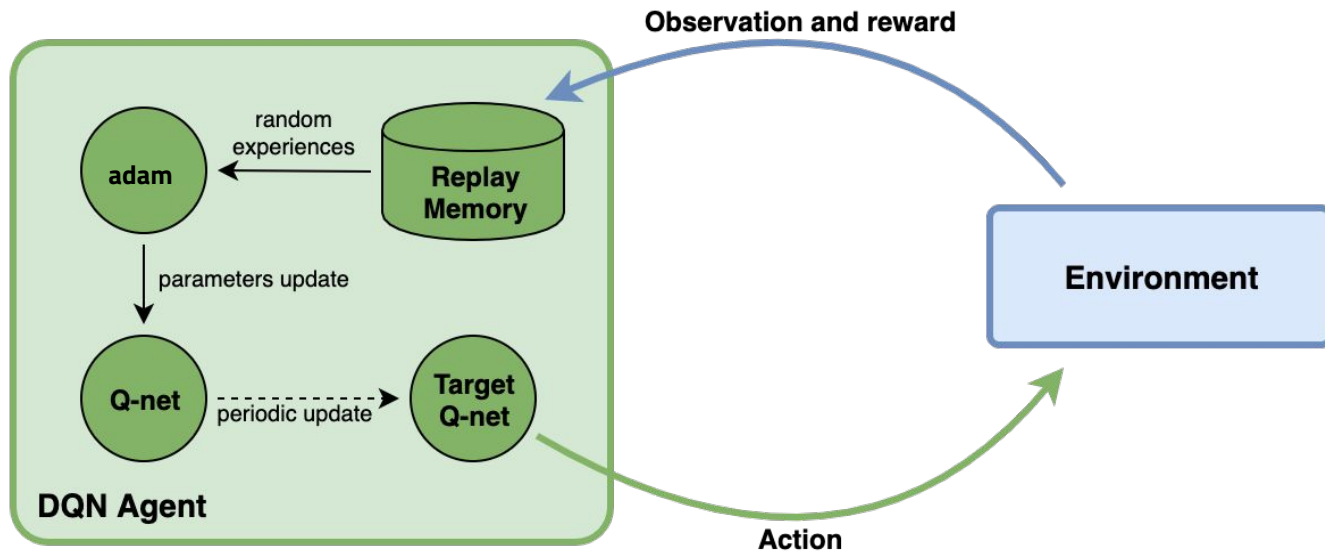 Observation and reward
random
experiences
adam
Replay
Memory
parameters update
Environment
Q-net
periodic update
Target
Q-net
DQN Agent
Action